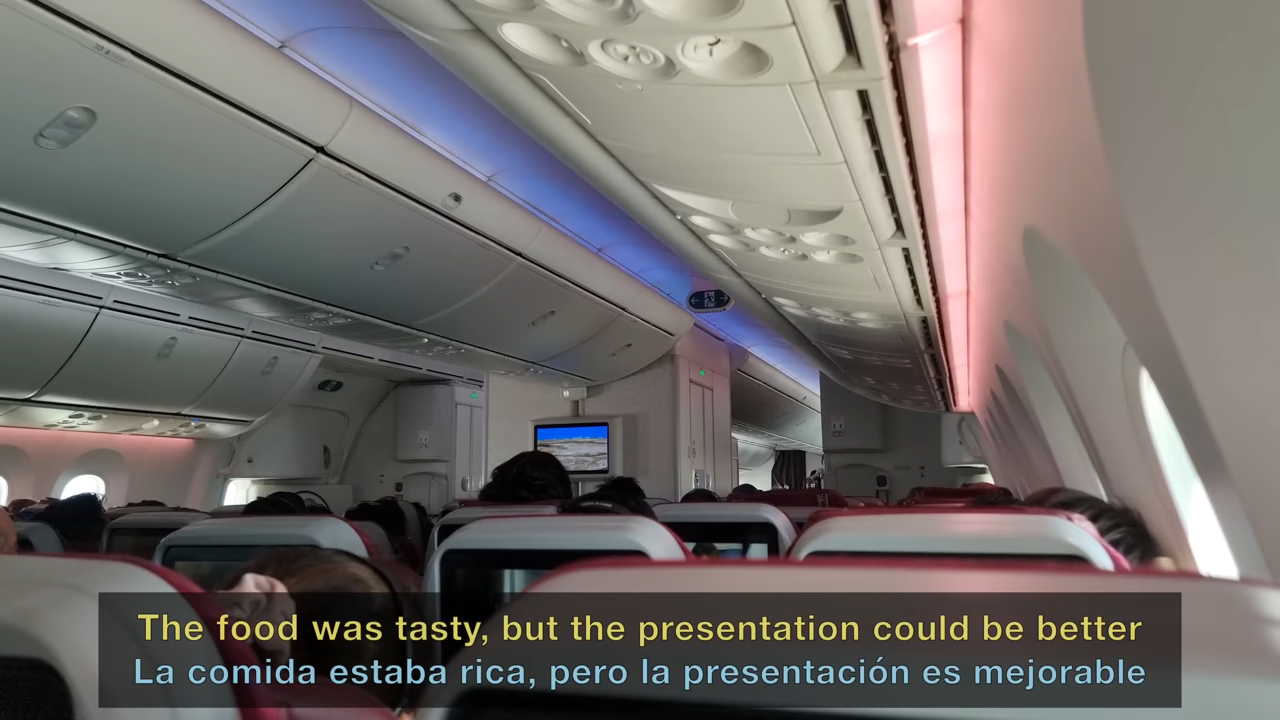 The food was tasty, but the presentation could be better
La comida estaba rica, pero la presentación es mejorable